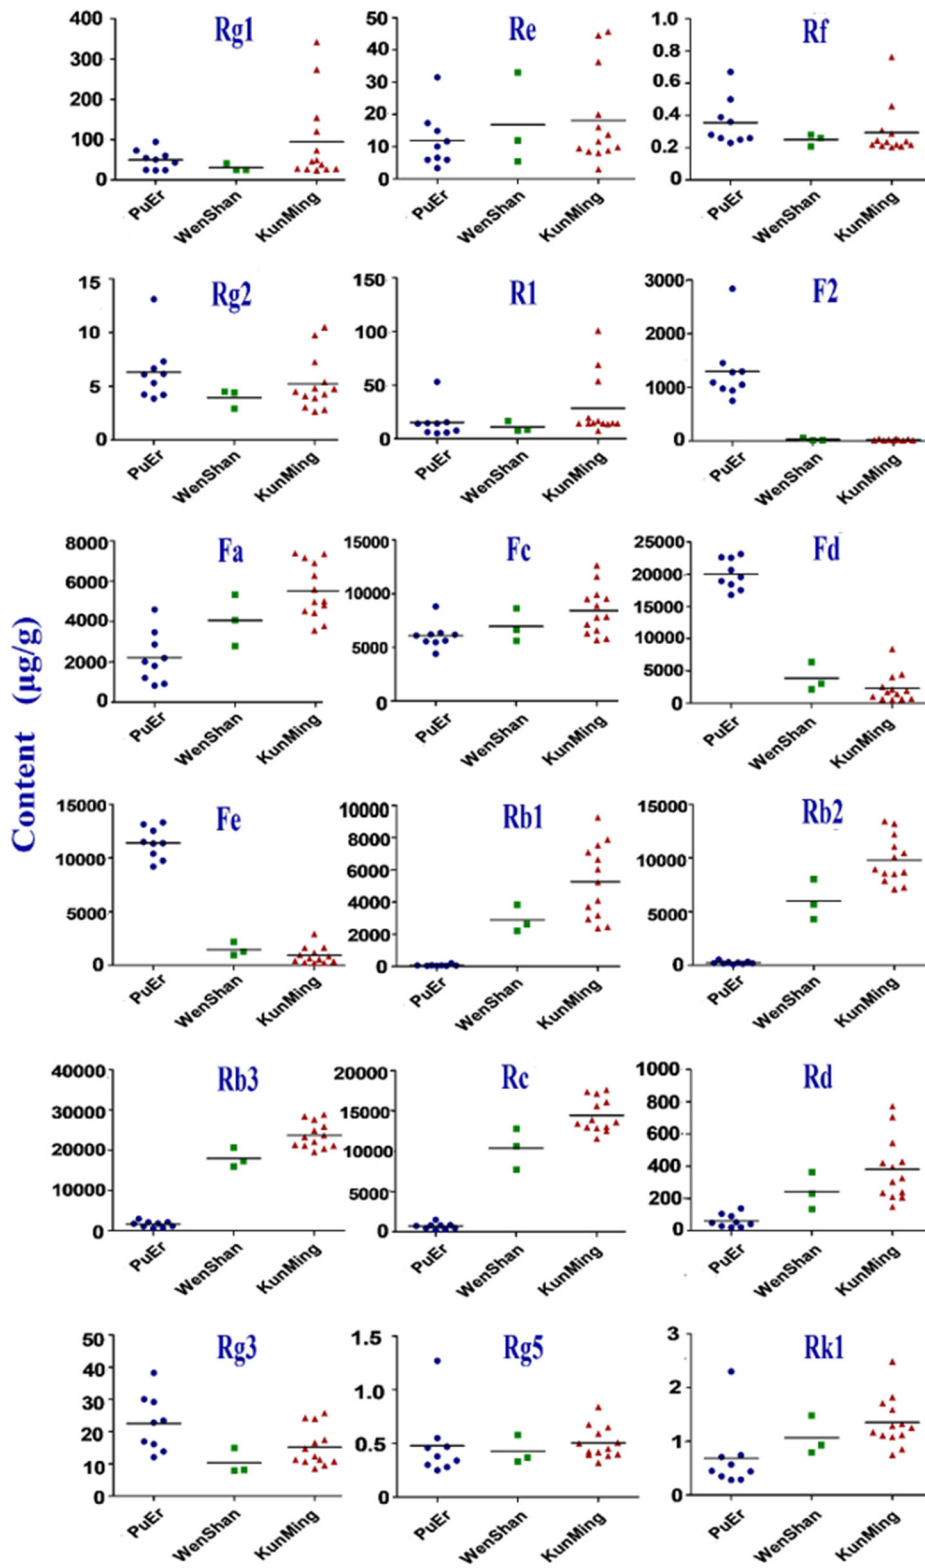 Content (µg/g)
Rg1
400
300
200
100
0
PuEr
WenShan
KunMing
Re
50
40
30
20
10
0
PuEr
WenShan
KunMing
Rf
1.0
0.8
0.6
0.4
0.2
0
PuEr
WenShan
KunMing
Rg2
15
10
5
0
PuEr
WenShan
KunMing
R1
150
100
50
0
PuEr
WenShan
KunMing
F2
3000
2000
1000
0
PuEr
WenShan
KunMing
Fa
8000
6000
4000
2000
0
PuEr
WenShan
KunMing
Fc
15000
10000
5000
0
PuEr
WenShan
KunMing
Fd
25000
20000
15000
10000
5000
0
PuEr
WenShan
KunMing
Fe
15000
10000
5000
0
PuEr
WenShan
KunMing
Rb1
10000
8000
6000
4000
2000
0
PuEr
WenShan
KunMing
Rb2
15000
10000
5000
0
PuEr
WenShan
KunMing
Rb3
40000
30000
20000
10000
0
PuEr
WenShan
KunMing
Rc
20000
15000
10000
5000
0
PuEr
WenShan
KunMing
Rd
1000
800
600
400
200
0
PuEr
WenShan
KunMing
Rg3
50
40
30
20
10
0
PuEr
WenShan
KunMing
Rg5
1.5
1.0
0.5
0
PuEr
WenShan
KunMing
Rk1
3
2
1
0
PuEr
WenShan
KunMing